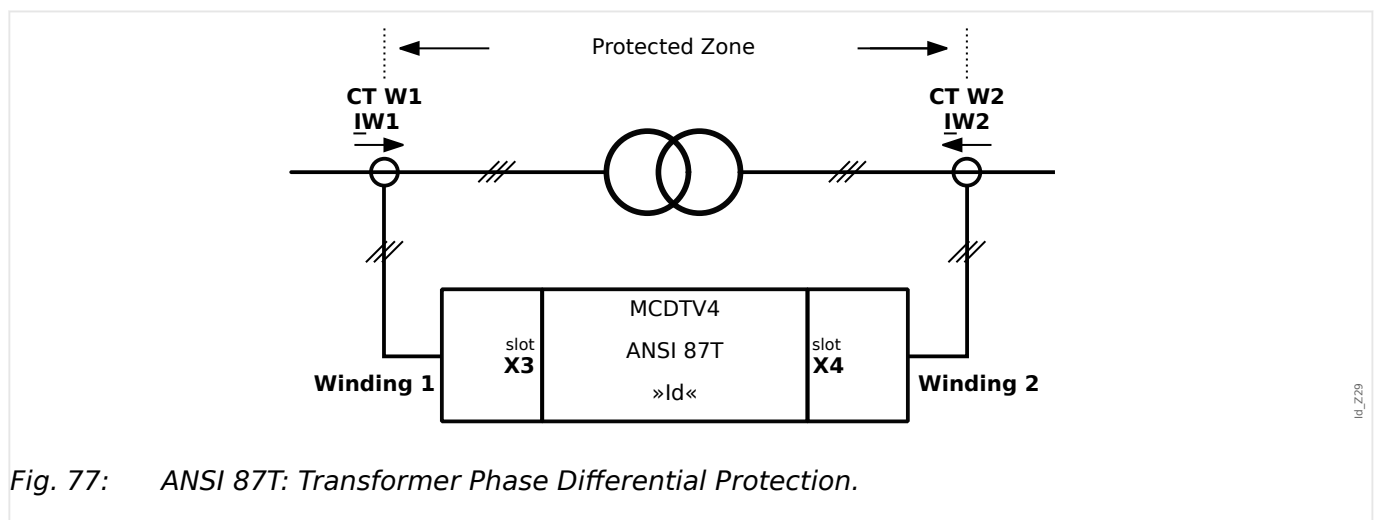 Protected Zone
CT W1
IW1
CT W2
IW2
MCDTV4
ANSI 87T
»Id«
slot
X3
slot
X4
Winding 1
Winding 2
Id_Z29
Fig. 77: ANSI 87T: Transformer Phase Differential Protection.